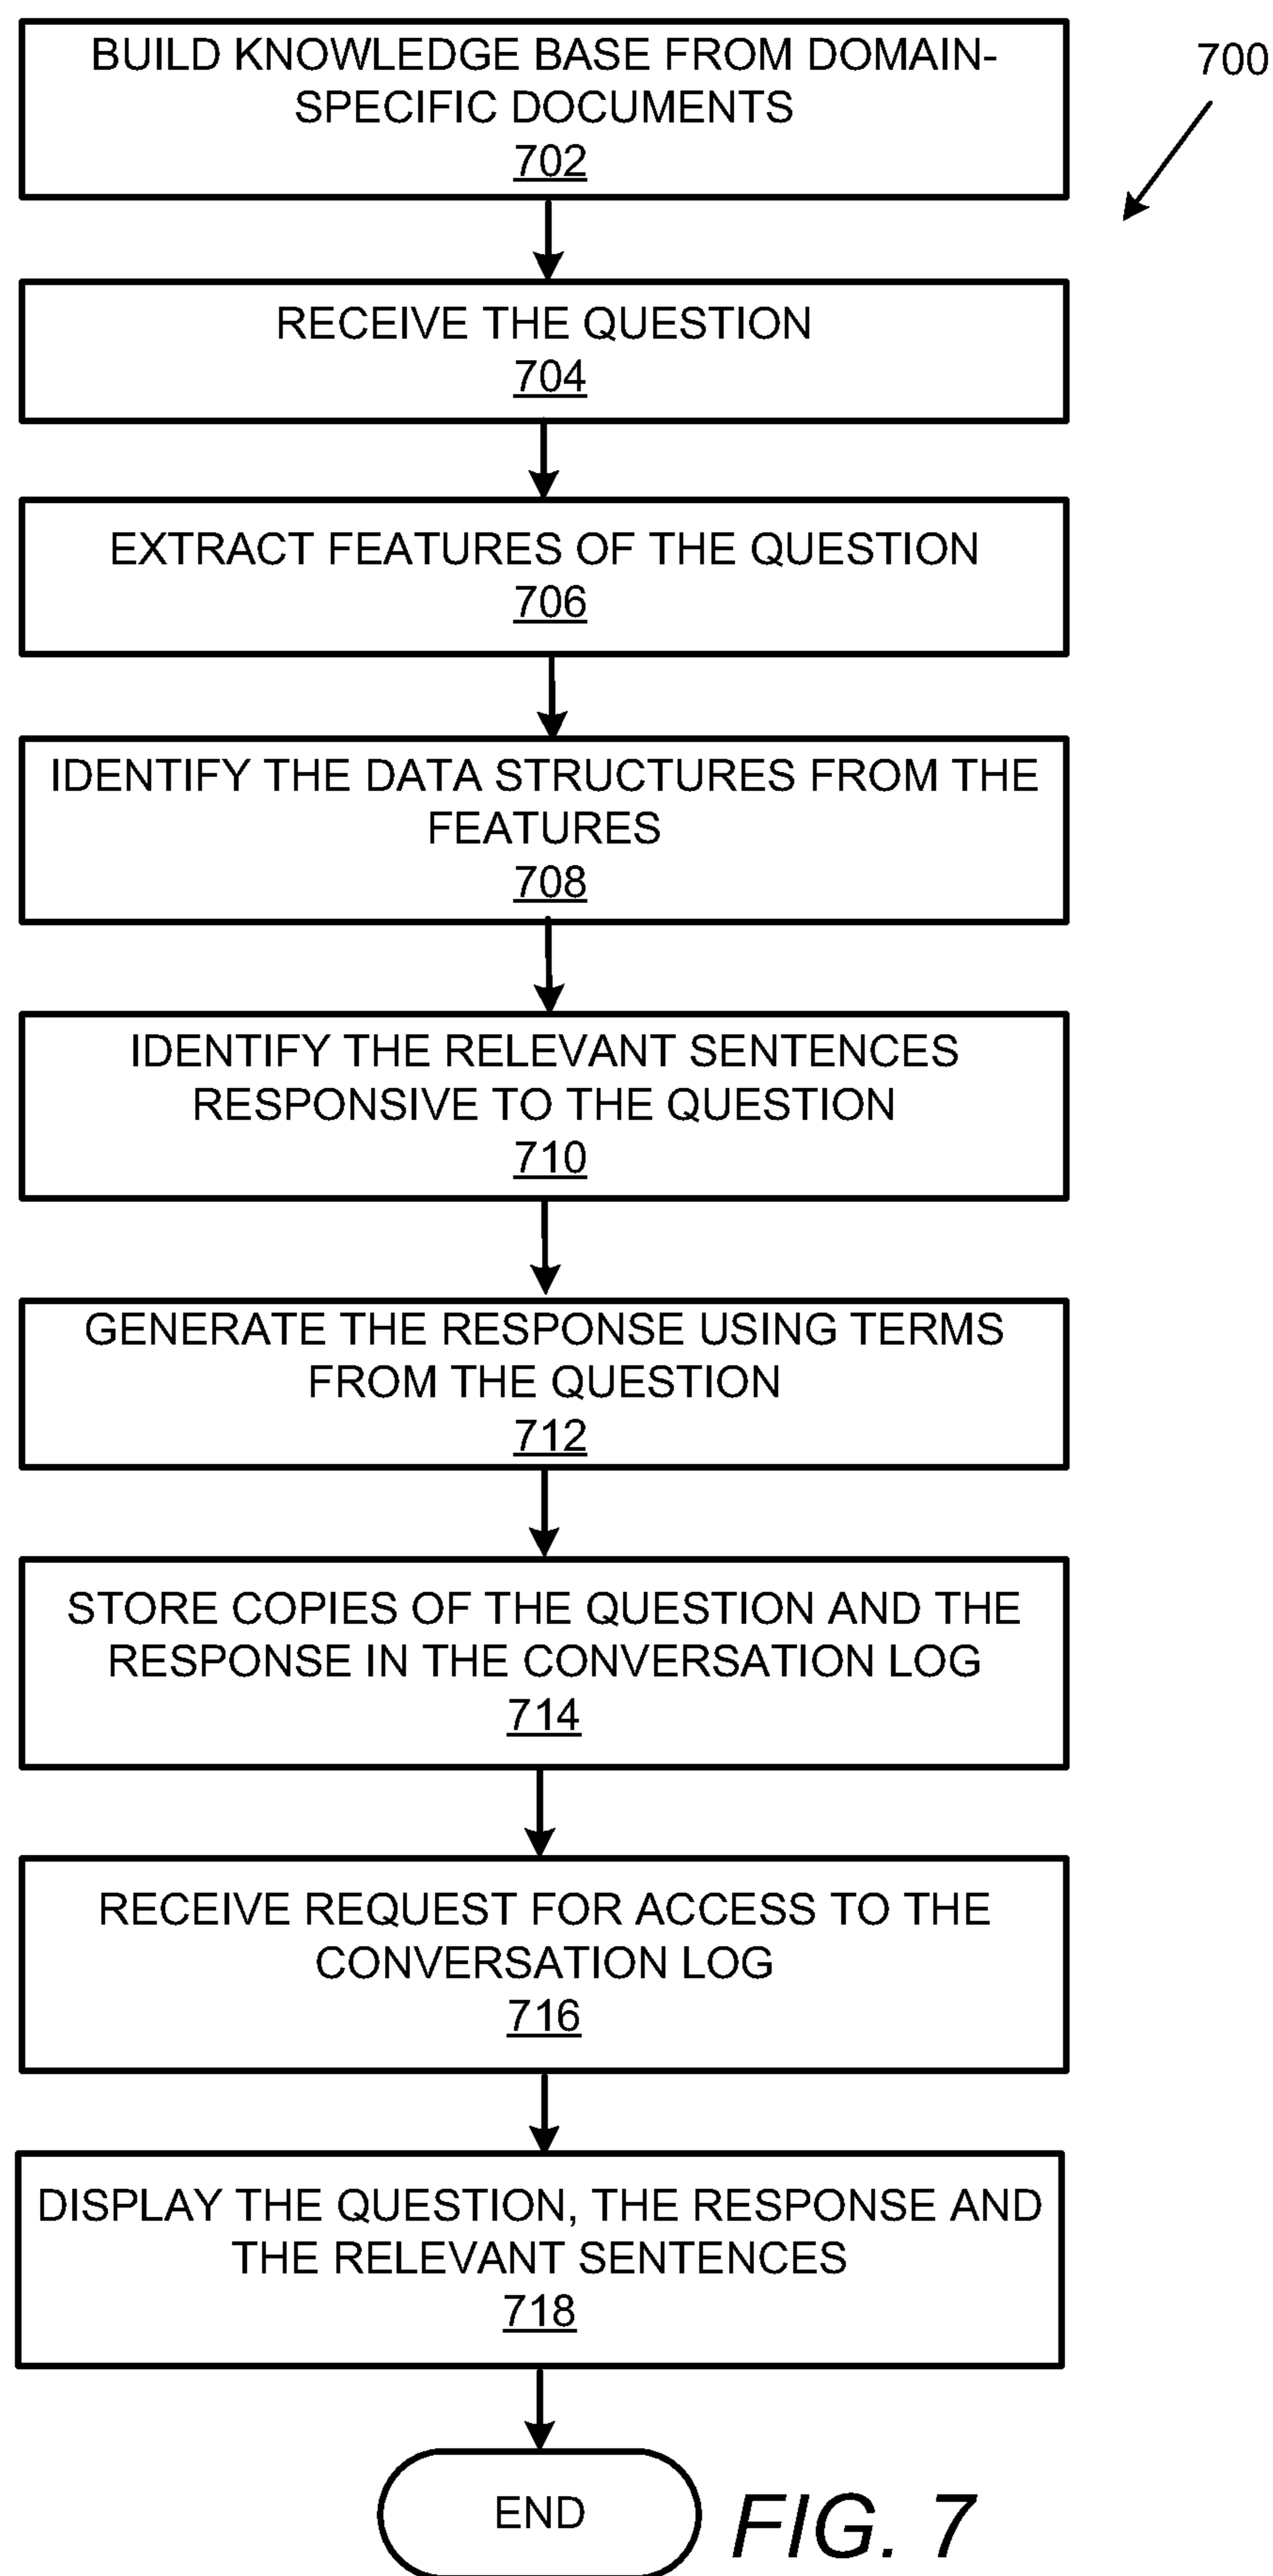 BUILD KNOWLEDGE BASE FROM DOMAIN-
SPECIFIC DOCUMENTS
702
700
RECEIVE THE QUESTION
704
EXTRACT FEATURES OF THE QUESTION
706
IDENTIFY THE DATA STRUCTURES FROM THE
FEATURES
708
IDENTIFY THE RELEVANT SENTENCES
RESPONSIVE TO THE QUESTION
710
GENERATE THE RESPONSE USING TERMS
FROM THE QUESTION
712
STORE COPIES OF THE QUESTION AND THE
RESPONSE IN THE CONVERSATION LOG
714
RECEIVE REQUEST FOR ACCESS TO THE
CONVERSATION LOG
716
DISPLAY THE QUESTION, THE RESPONSE AND
THE RELEVANT SENTENCES
718
END
FIG. 7